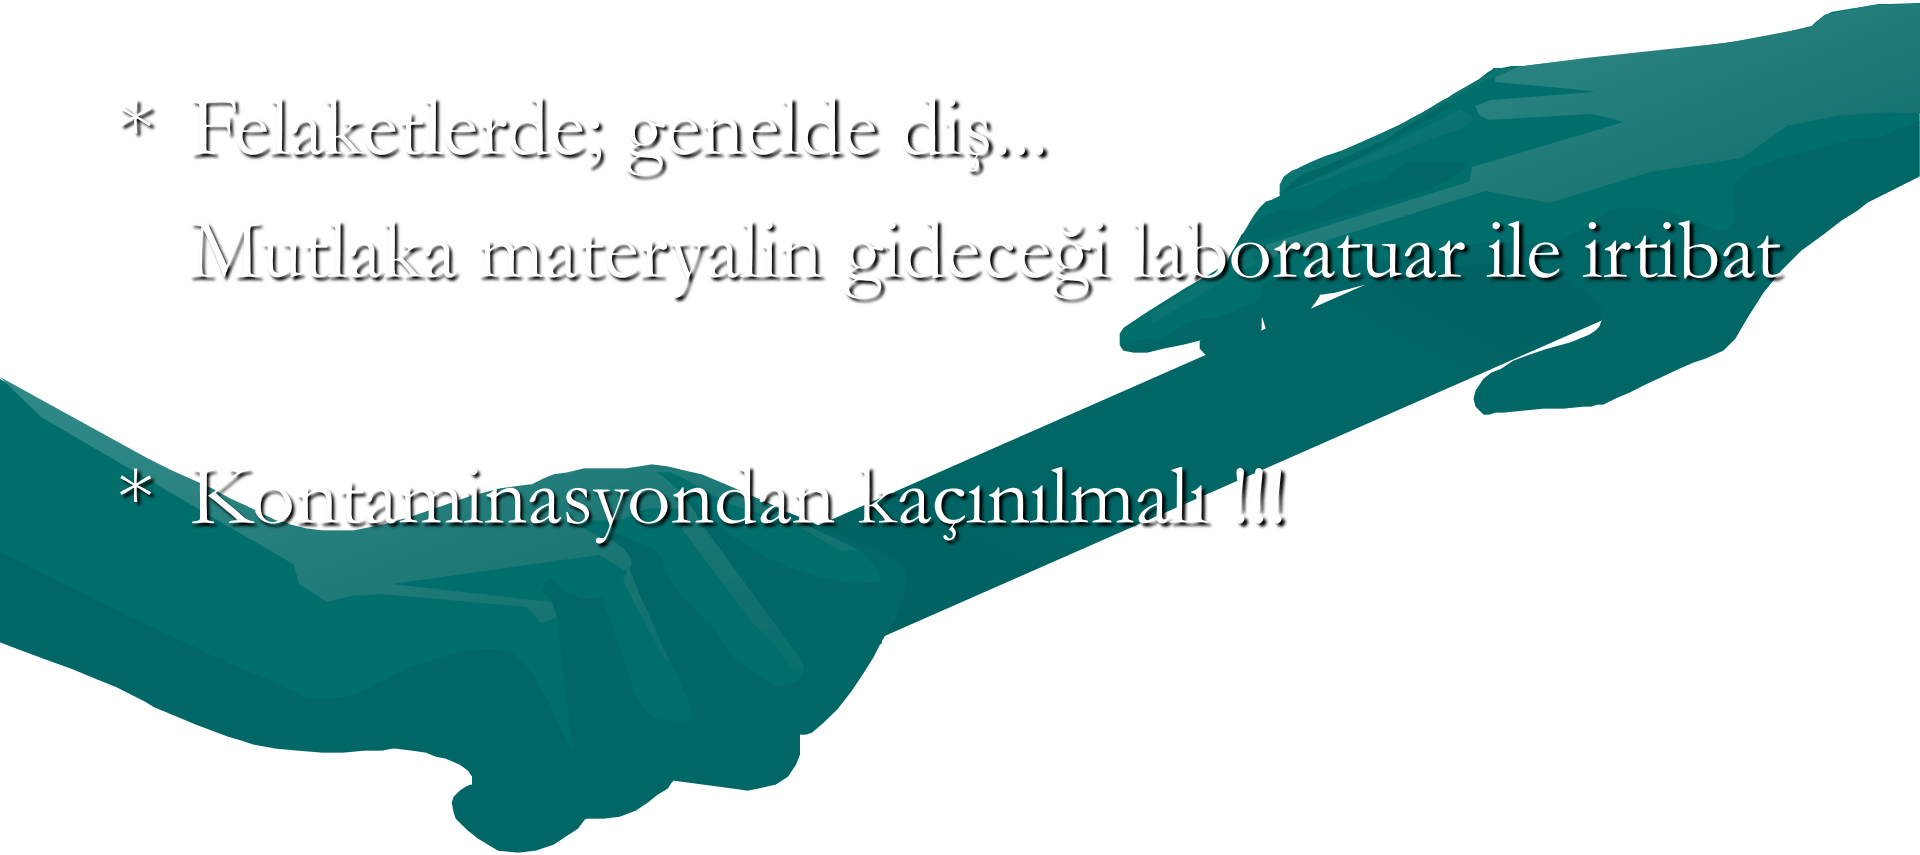 * Felaketlerde; genelde diş...
Mutlaka materyalin gideceği laboratuar ile irtibat
* Kontaminasyondan kaçınılmalı !!!